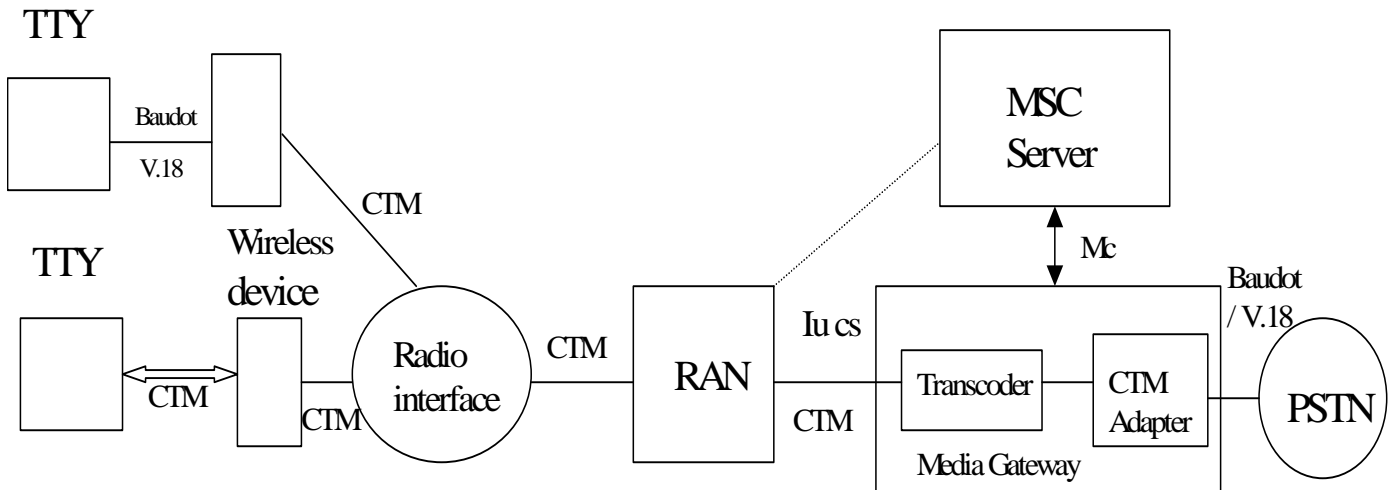 TTY
Baudot
V.18
CTM
MSC
Server
TTY
Wireless
device
Mc
Baudot
/ V.18
CTM
CTM
Radio
interface
CTM
RAN
Iu cs
CTM
Transcoder
CTM
Adapter
Media Gateway
PSTN